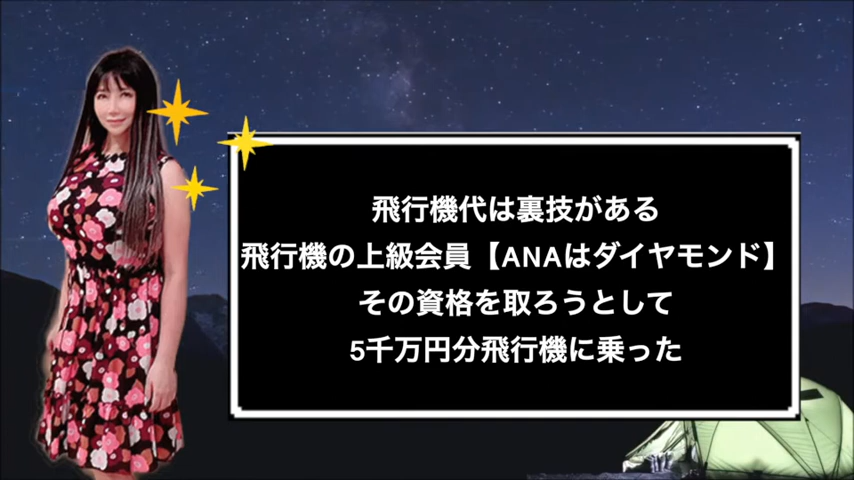 飛行機代は裏技がある
飛行機の上級会員【ANAはダイヤモンド】
その資格を取ろうとして
5千万円分飛行機に乗った